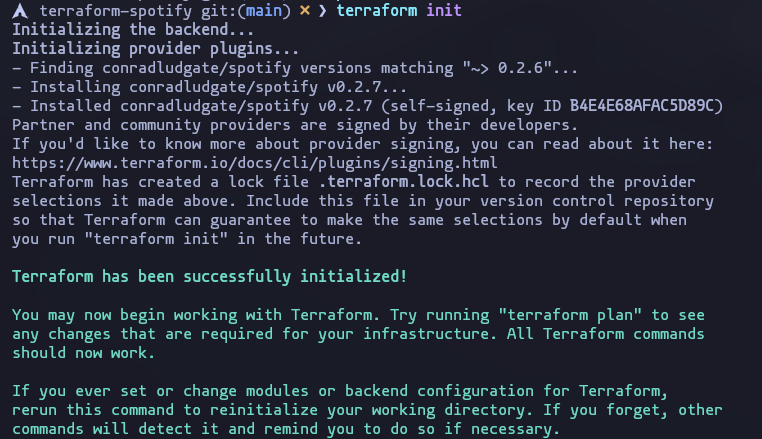 terraform-spotify git:(main) ✕ ❯ terraform init
Initializing the backend...
Initializing provider plugins...
- Finding conradludgate/spotify versions matching "~> 0.2.6"...
- Installing conradludgate/spotify v0.2.7...
- Installed conradludgate/spotify v0.2.7 (self-signed, key ID B4E4E68AFAC5D89C)
Partner and community providers are signed by their developers.
If you'd like to know more about provider signing, you can read about it here:
https://www.terraform.io/docs/cli/plugins/signing.html
Terraform has created a lock file .terraform.lock.hcl to record the provider
selections it made above. Include this file in your version control repository
so that Terraform can guarantee to make the same selections by default when
you run "terraform init" in the future.
Terraform has been successfully initialized!
You may now begin working with Terraform. Try running "terraform plan" to see
any changes that are required for your infrastructure. All Terraform commands
should now work.
If you ever set or change modules or backend configuration for Terraform,
rerun this command to reinitialize your working directory. If you forget, other
commands will detect it and remind you to do so if necessary.